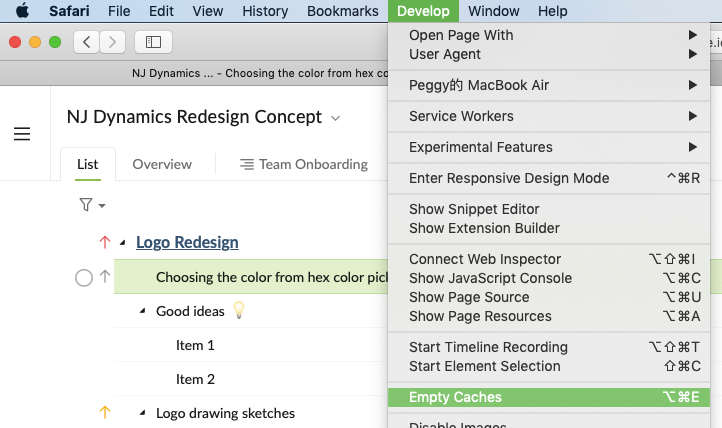 Safari File Edit View History Bookmarks Develop Window Help
NJ Dynamics ... - Choosing the color from hex co
NJ Dynamics Redesign Concept
List Overview Team Onboarding
Logo Redesign
Choosing the color from hex color pick
Good ideas
Item 1
Item 2
Logo drawing sketches
Open Page With
User Agent
Peggy的 MacBook Air
Service Workers
Experimental Features
Enter Responsive Design Mode ^⌘R
Show Snippet Editor
Show Extension Builder
Connect Web Inspector ⌥⇧⌘I
Show JavaScript Console ⌥⌘C
Show Page Source ⌥⌘U
Show Page Resources ⌥⌘A
Start Timeline Recording ⌥⇧⌘T
Start Element Selection ⇧⌘C
Empty Caches ⌥⌘E
Disable Images